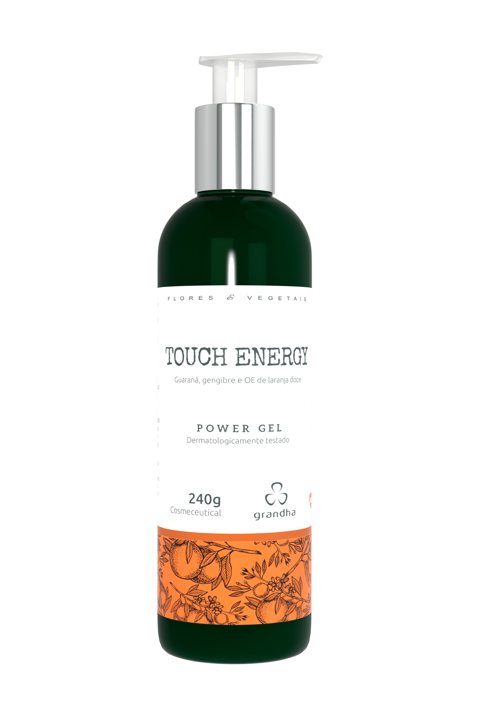 FLORES & VEGETAIS
TOUCH ENERGY
Guaraná, gengibre e OE de laranja doce
POWER GEL
Dermatologicamente testado
240g
Cosmeceutical
grandha